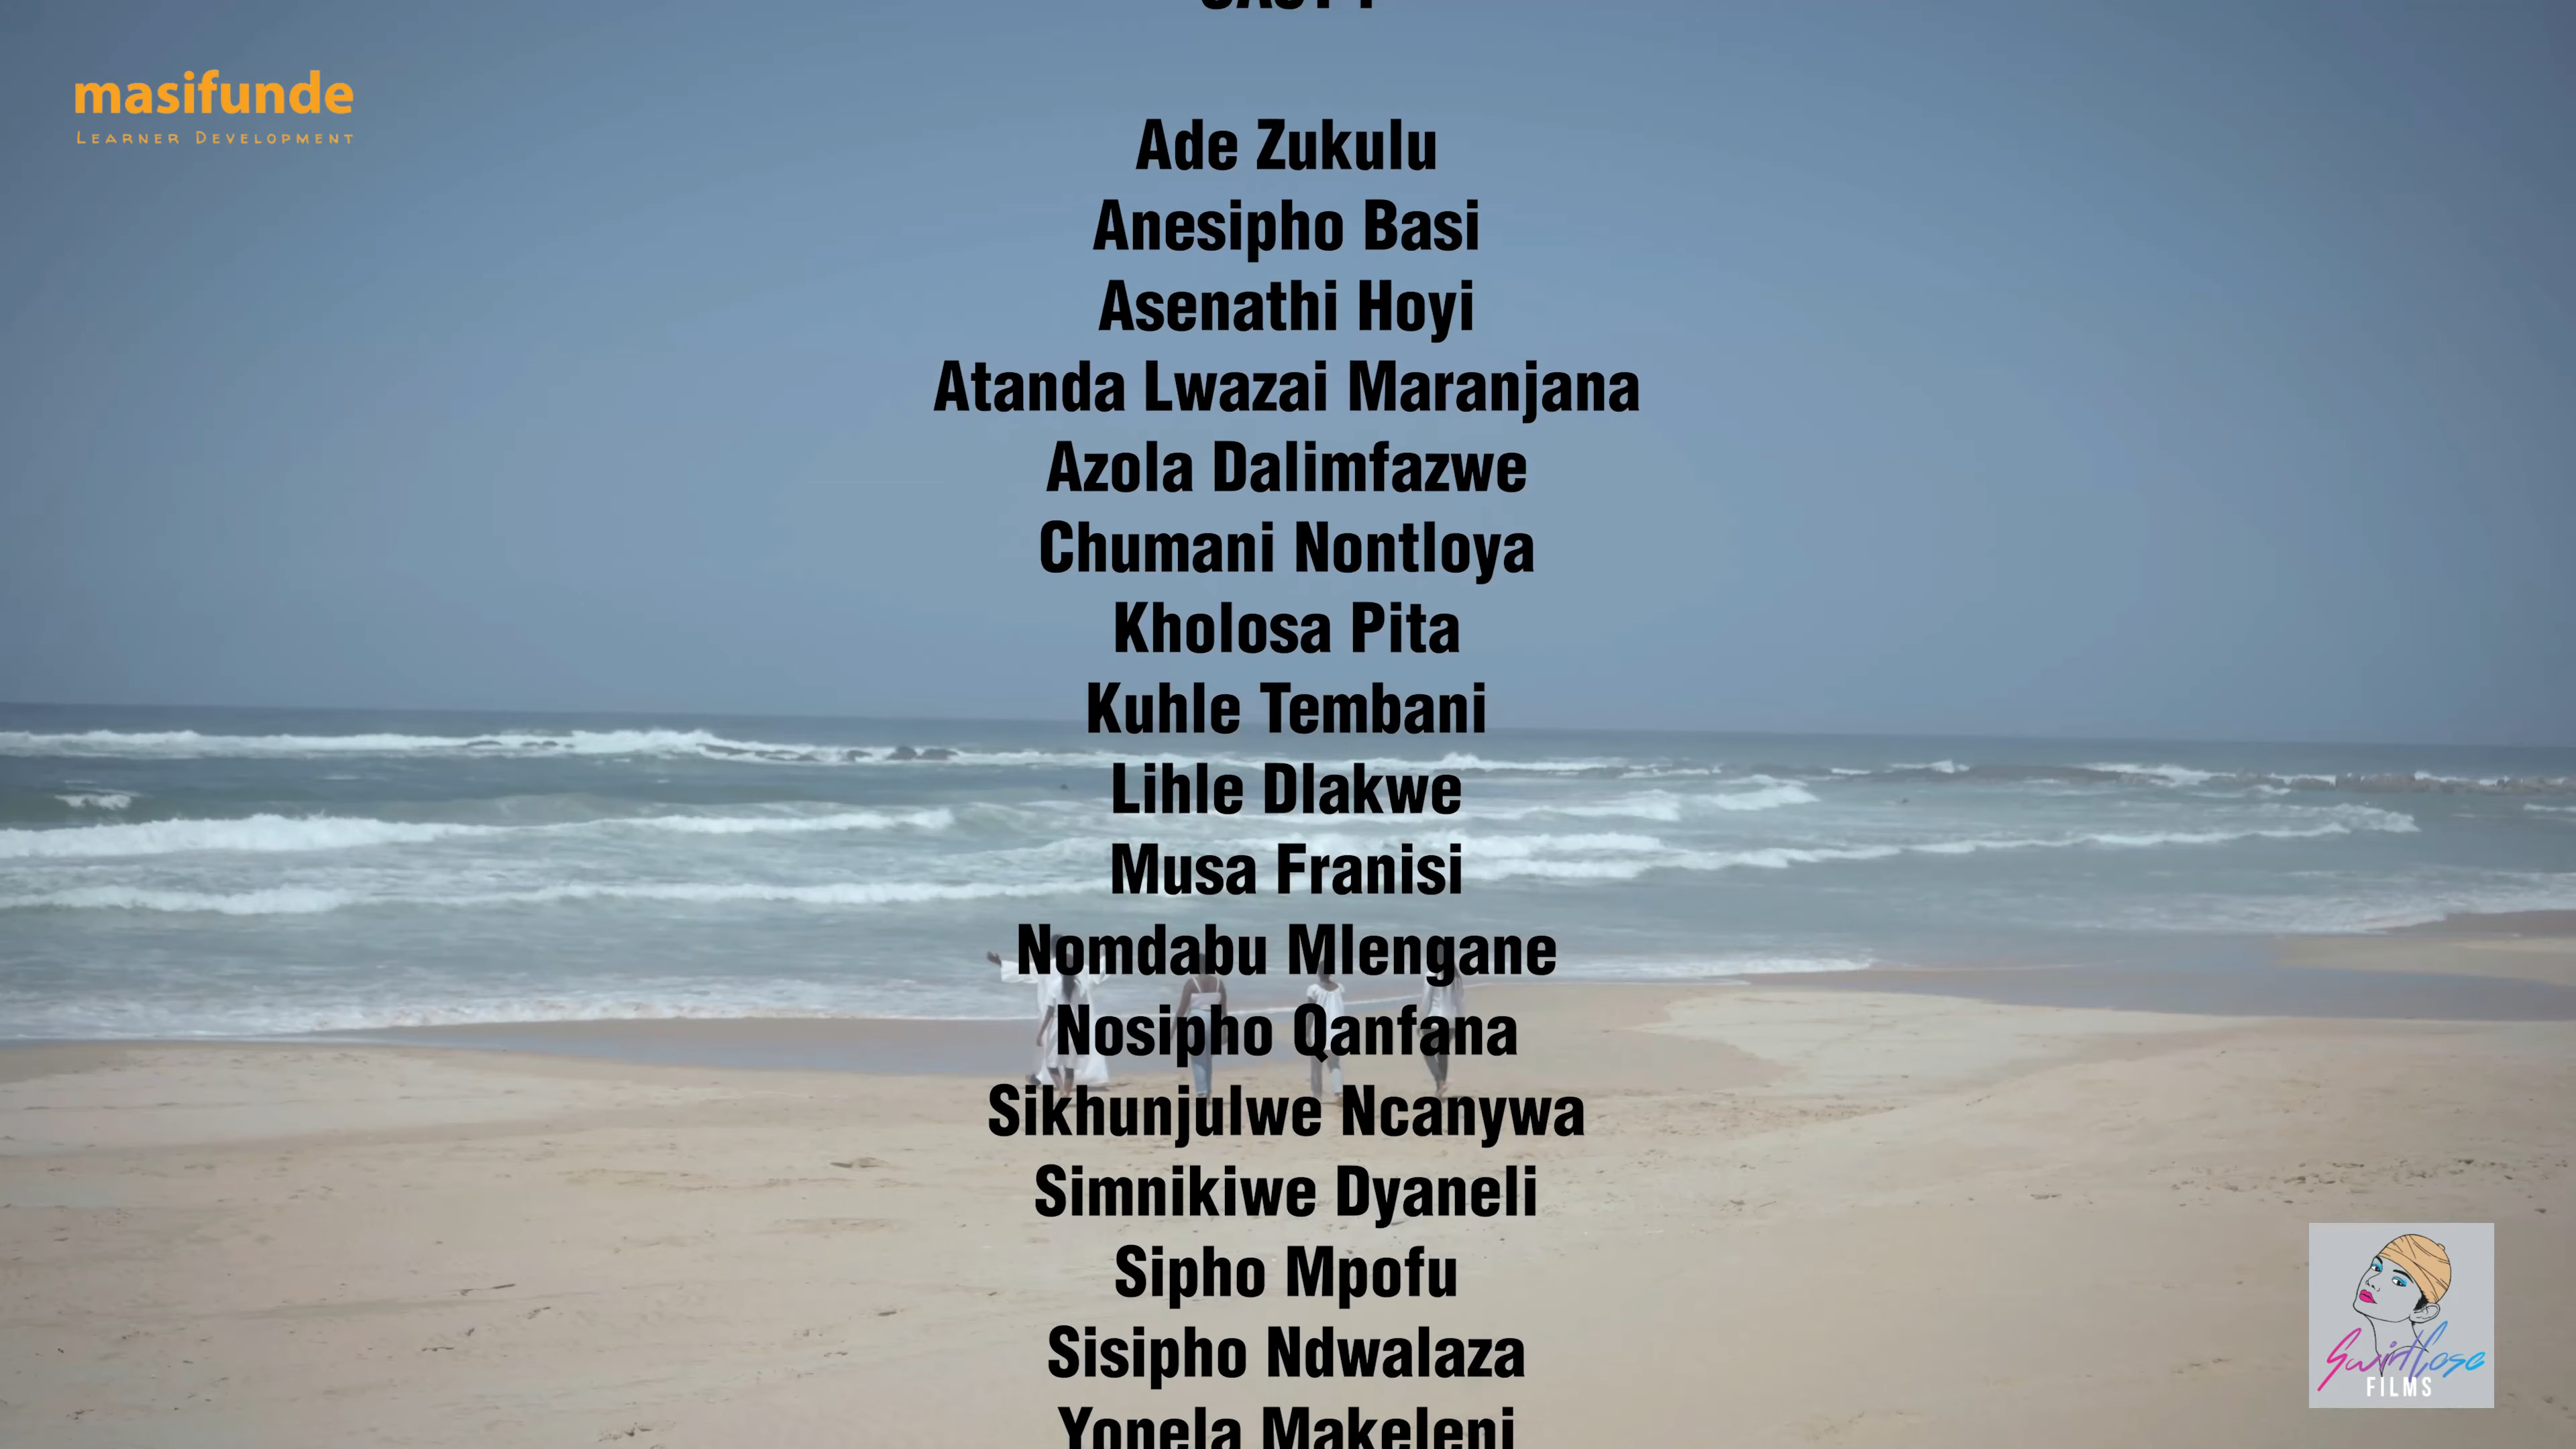 masifunde
LEARNER DEVELOPMENT
Ade Zukulu
Anesipho Basi
Asenathi Hoyi
Atanda Lwazai Maranjana
Azola Dalimfazwe
Chumani Nontloya
Kholosa Pita
Kuhle Tembani
Lihle Dlakwe
Musa Franisi
Nomdabu Mlengane
Nosipho Qanfana
Sikhunjulwe Ncanywa
Simnikiwe Dyaneli
Sipho Mpofu
Sisipho Ndwalaza
Yonela Makeleni
FILMS